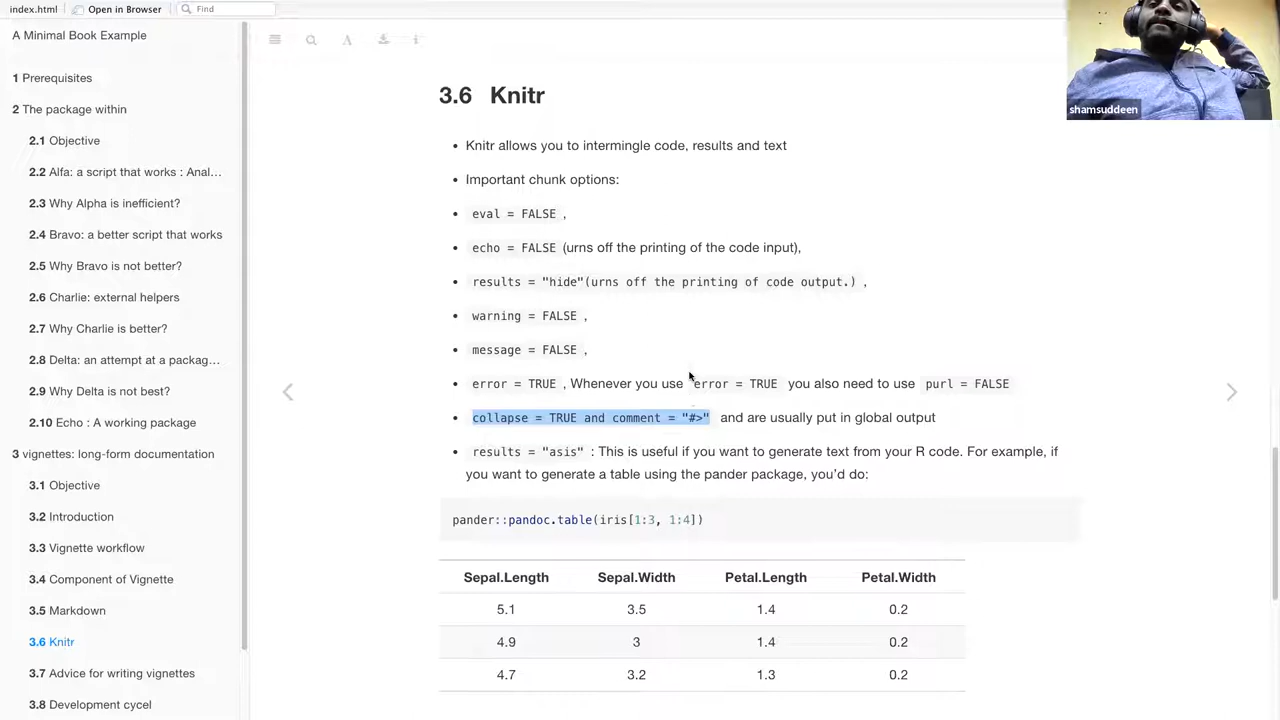 index.html
Open in Browser
Find
A Minimal Book Example
1 Prerequisites
2 The package within
2.1 Objective
2.2 Alfa: a script that works : Anal…
2.3 Why Alpha is inefficient?
2.4 Bravo: a better script that works
2.5 Why Bravo is not better?
2.6 Charlie: external helpers
2.7 Why Charlie is better?
2.8 Delta: an attempt at a packag…
2.9 Why Delta is not best?
2.10 Echo : A working package
3 vignettes: long-form documentation
3.1 Objective
3.2 Introduction
3.3 Vignette workflow
3.4 Component of Vignette
3.5 Markdown
3.6 Knitr
3.7 Advice for writing vignettes
3.8 Development cycel
3.6 Knitr
• Knitr allows you to intermingle code, results and text
• Important chunk options:
• eval = FALSE ,
• echo = FALSE (urns off the printing of the code input),
• results = "hide"(urns off the printing of code output.) ,
• warning = FALSE ,
• message = FALSE ,
• error = TRUE , Whenever you use error = TRUE you also need to use purl = FALSE
• collapse = TRUE and comment = "#>" and are usually put in global output
• results = "asis" : This is useful if you want to generate text from your R code. For example, if
you want to generate a table using the pander package, you’d do:
pander::pandoc.table(iris[1:3, 1:4])
Sepal.Length Sepal.Width Petal.Length Petal.Width
5.1 3.5 1.4 0.2
4.9 3 1.4 0.2
4.7 3.2 1.3 0.2
shamsuddeen